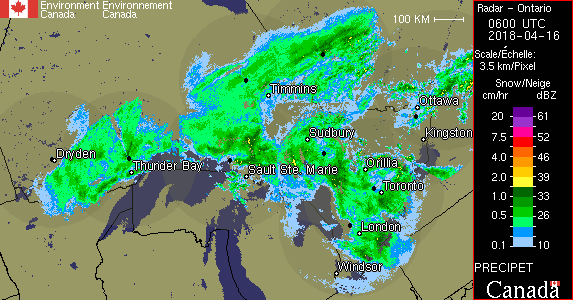 Environment Environnement
Canada Canada
100 KM
Timmins
Ottawa
Sudbury
Kingston
Dryden
Thunder Bay
Sault Ste. Marie
Orillia
Toronto
London
Windsor
Radar - Ontario
0600 UTC
2018-04-16
Scale/Échelle:
3.5 km/Pixel
Snow/Neige
cm/hr dBZ
20 61
7.5 52
4.0 46
2.0 39
1.0 33
0.5 26
0.1 10
PRECIPET
Canada